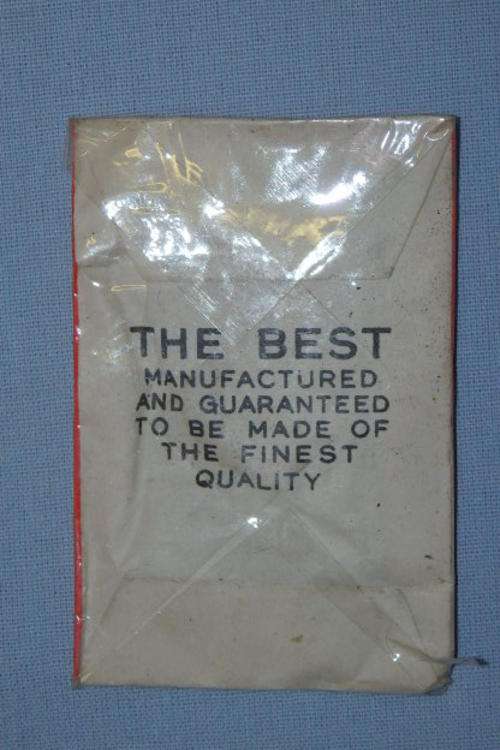 THE BEST
MANUFACTURED
AND GUARANTEED
TO BE MADE OF
THE FINEST
QUALITY